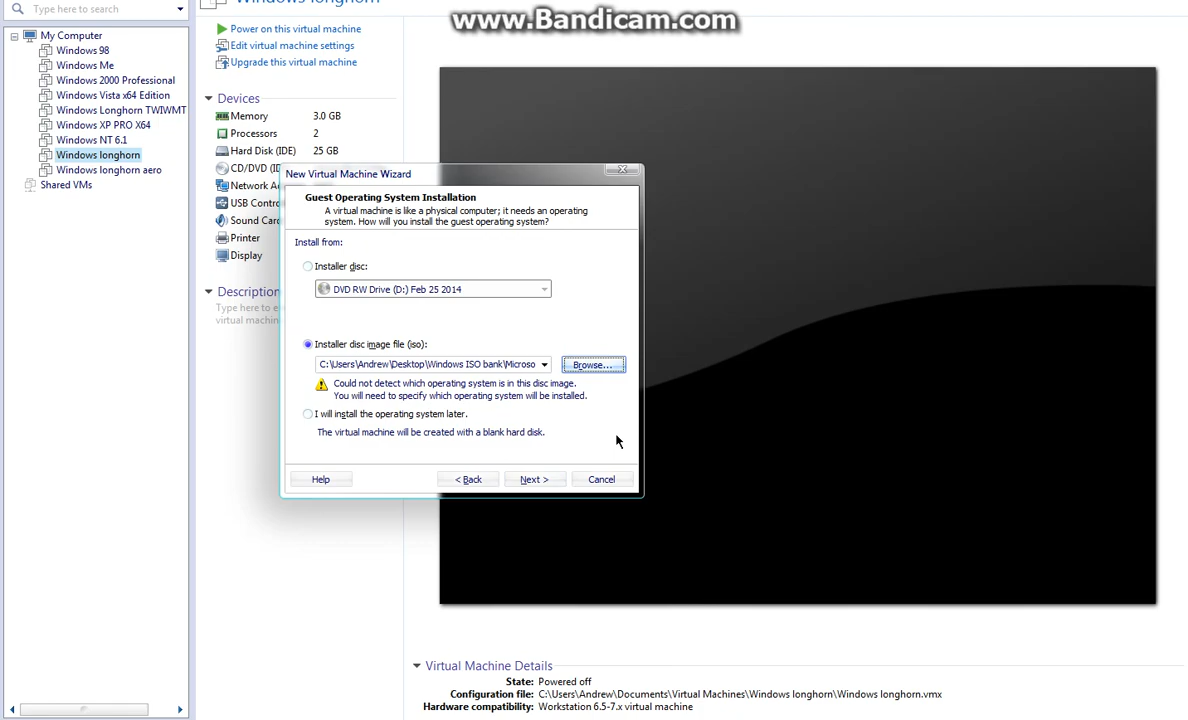 Windows longhorn
www.Bandicam.com
Type here to search
My Computer
Windows 98
Windows Me
Windows 2000 Professional
Windows Vista x64 Edition
Windows Longhorn TWIWMT
Windows XP PRO X64
Windows NT 6.1
Windows longhorn
Windows longhorn aero
Shared VMs
Power on this virtual machine
Edit virtual machine settings
Upgrade this virtual machine
Devices
Memory 3.0 GB
Processors 2
Hard Disk (IDE) 25 GB
CD/DVD (ID
Network A
USB Contro
Sound Card
Printer
Display
Description
Type here to e
virtual machin
New Virtual Machine Wizard
Guest Operating System Installation
A virtual machine is like a physical computer; it needs an operating
system. How will you install the guest operating system?
Install from:
Installer disc:
DVD RW Drive (D:) Feb 25 2014
Installer disc image file (iso):
C:\Users\Andrew\Desktop\Windows ISO bank\Microso
Browse...
Could not detect which operating system is in this disc image.
You will need to specify which operating system will be installed.
I will install the operating system later.
The virtual machine will be created with a blank hard disk.
Help
< Back
Next >
Cancel
Virtual Machine Details
State: Powered off
Configuration file: C:\Users\Andrew\Documents\Virtual Machines\Windows longhorn\Windows longhorn.vmx
Hardware compatibility: Workstation 6.5-7.x virtual machine